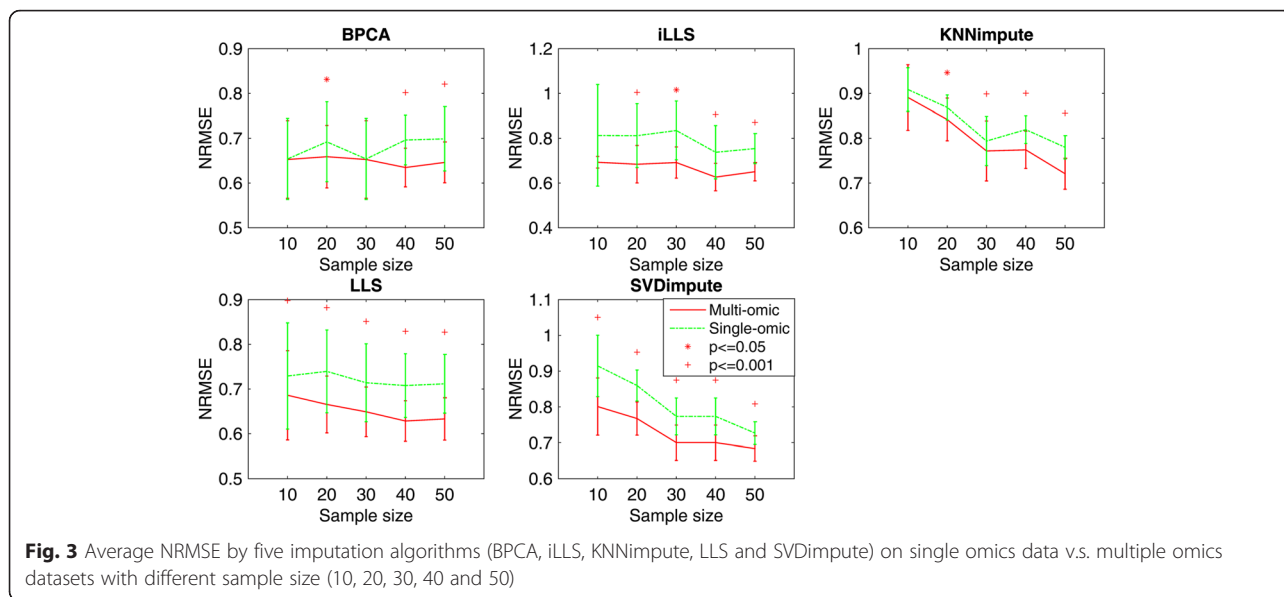 BPCA
0.9
0.8
0.7
0.6
0.5
NRMSE
10 20 30 40 50
Sample size
iLLS
1.2
1
0.8
0.6
0.4
NRMSE
10 20 30 40 50
Sample size
KNNimpute
1
0.9
0.8
0.7
0.6
NRMSE
10 20 30 40 50
Sample size
LLS
0.9
0.8
0.7
0.6
0.5
NRMSE
10 20 30 40 50
Sample size
SVDimpute
1.1
1
0.9
0.8
0.7
0.6
NRMSE
10 20 30 40 50
Sample size
Multi-omic
Single-omic
p<=0.05
p<=0.001
Fig. 3 Average NRMSE by five imputation algorithms (BPCA, iLLS, KNNimpute, LLS and SVDimpute) on single omics data v.s. multiple omics
datasets with different sample size (10, 20, 30, 40 and 50)